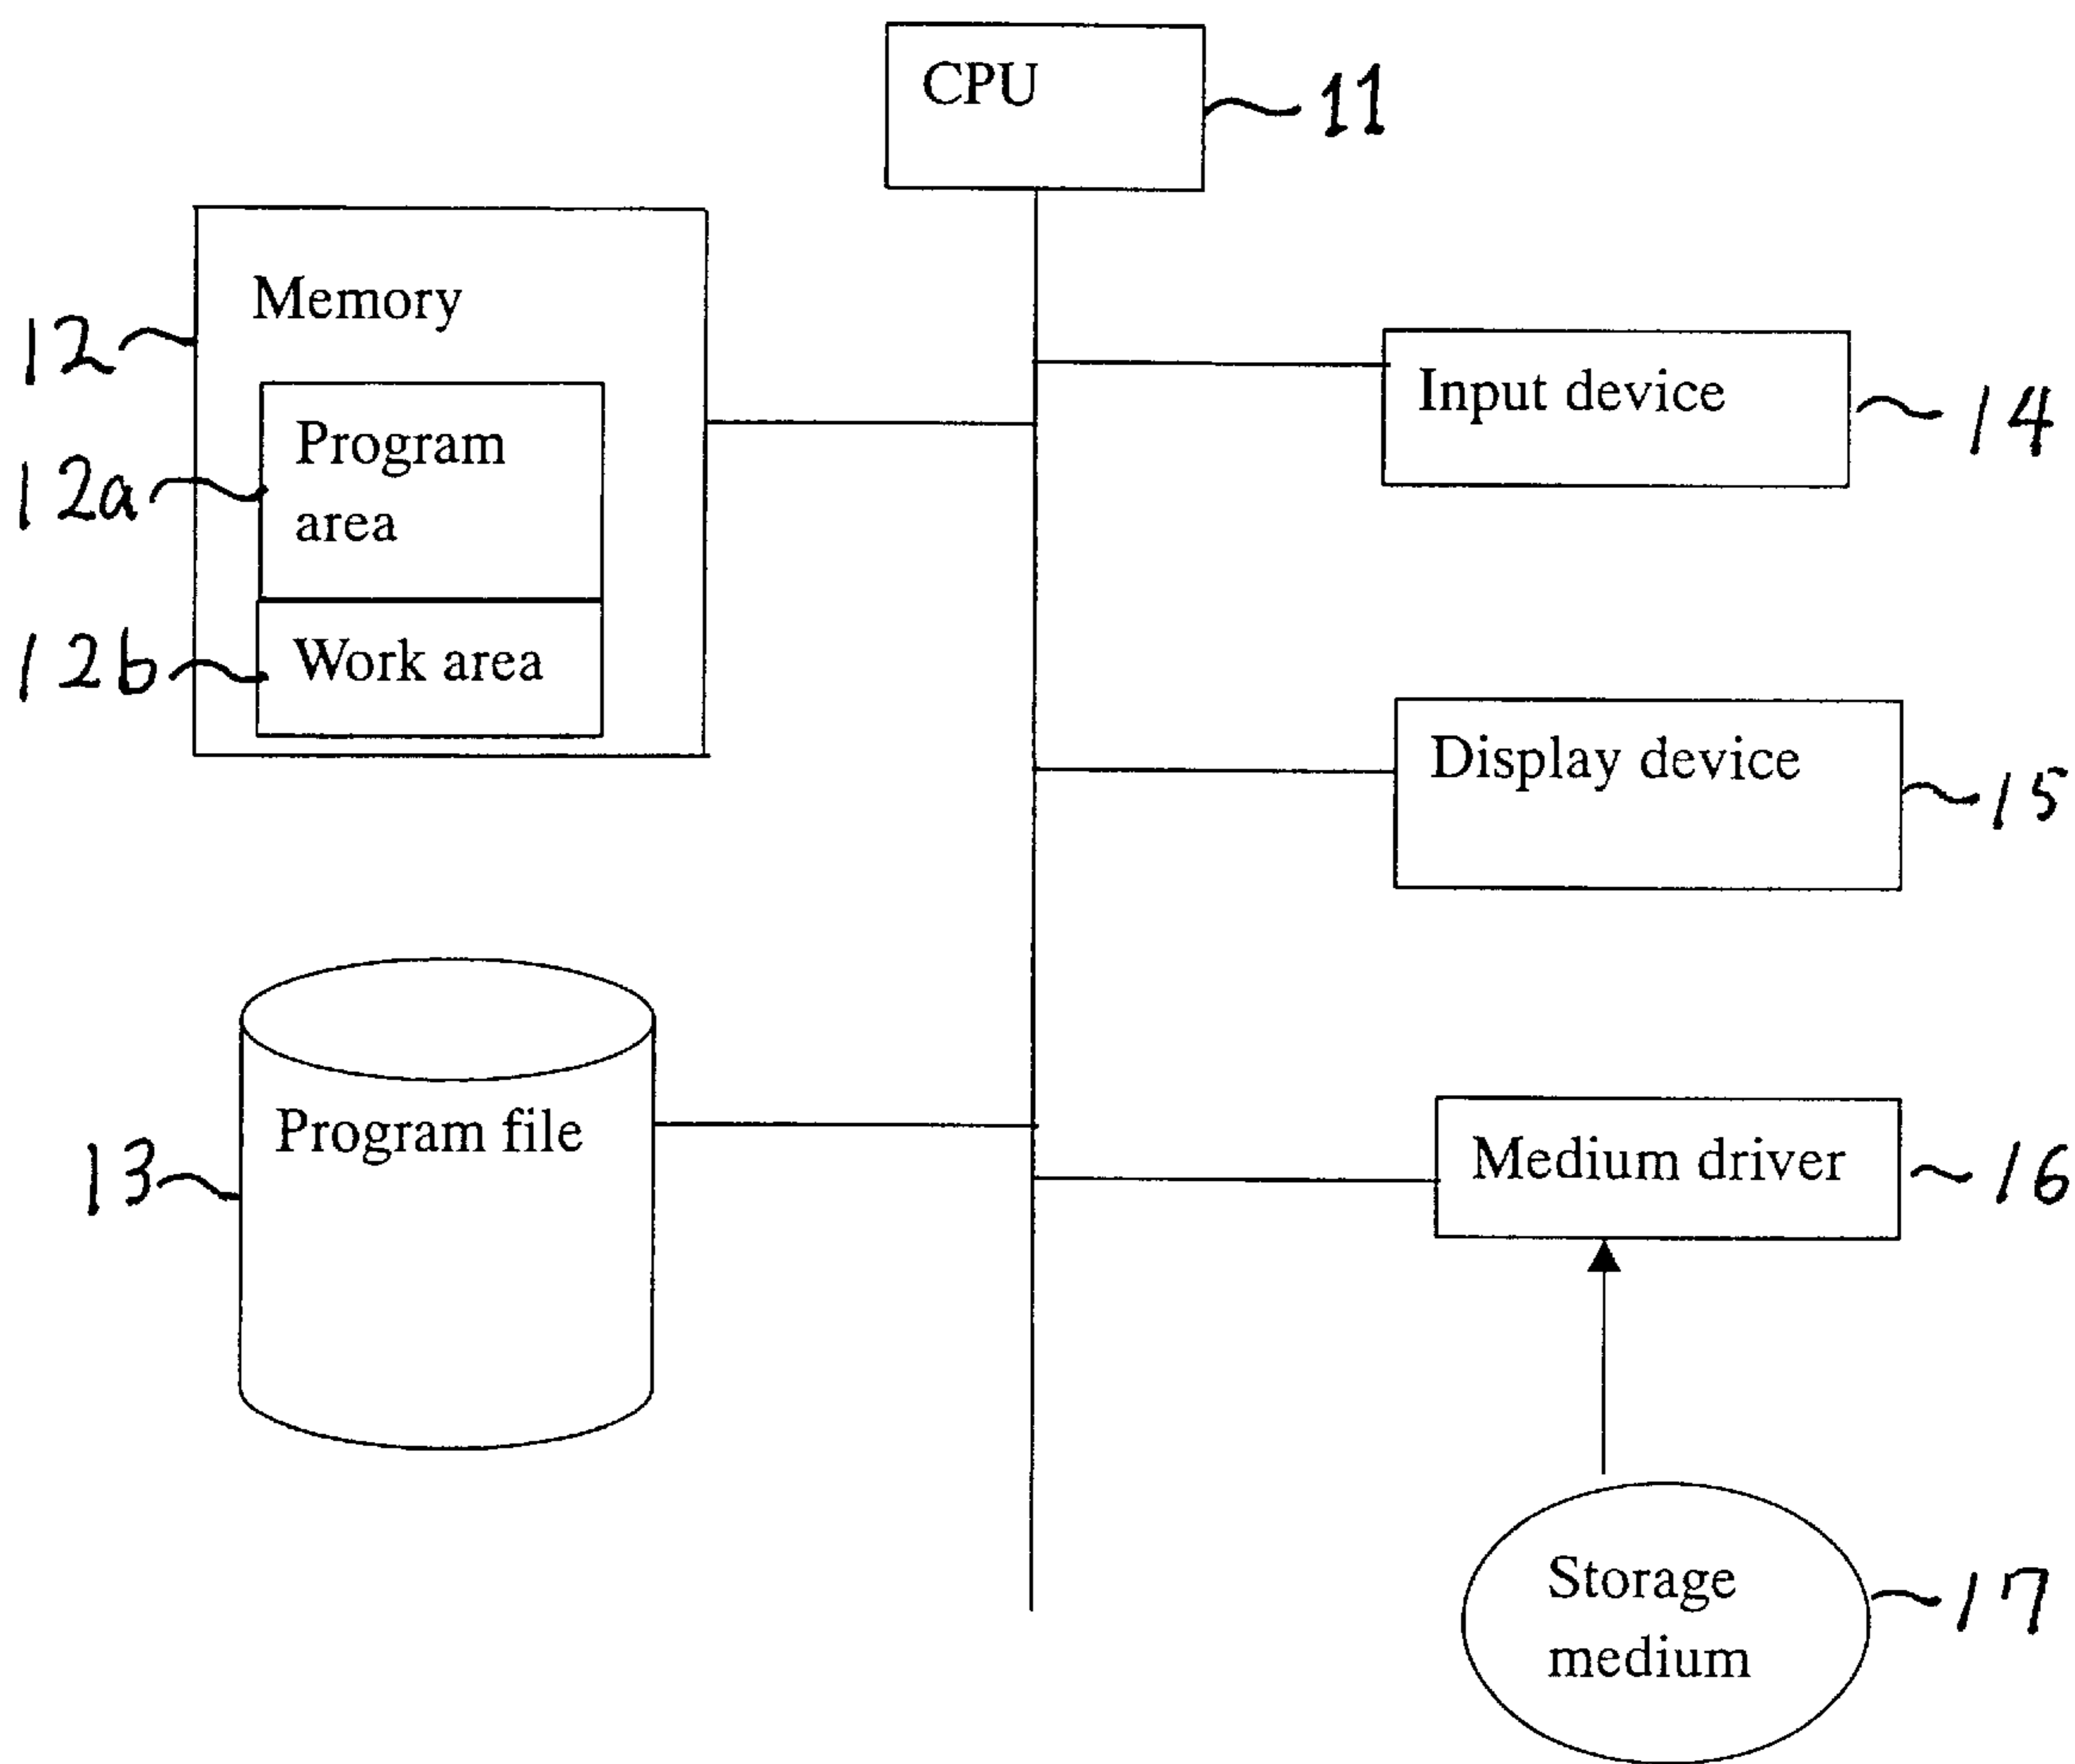 CPU
11
Memory
12
Program
area
12a
Work area
12b
Input device
14
Display device
15
Program file
13
Medium driver
16
Storage
medium
17